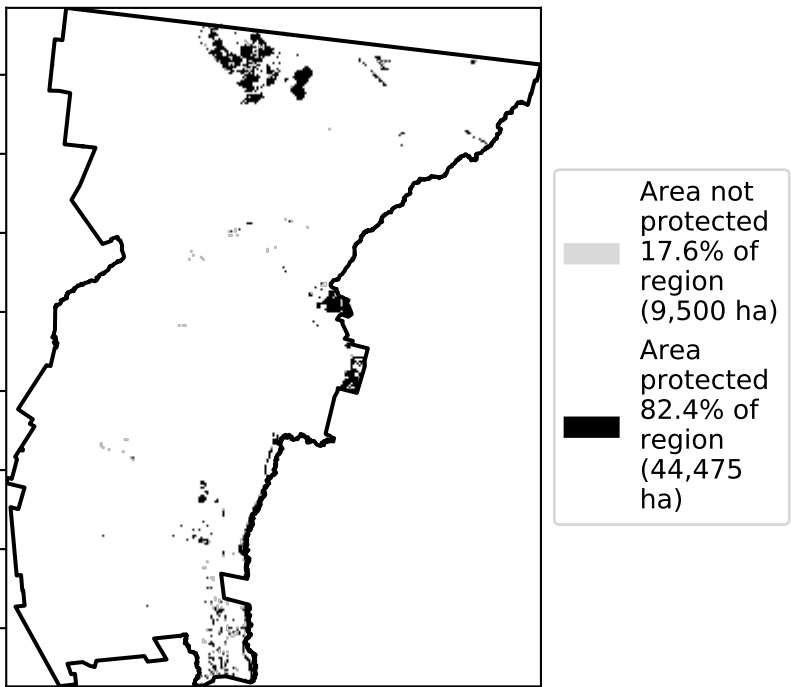 Area not
protected
17.6% of
region
(9,500 ha)
Area
protected
82.4% of
region
(44,475
ha)